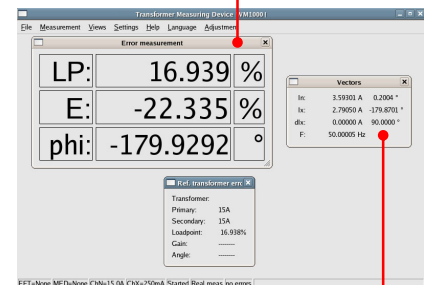 Transformer Measuring Device (VM1000)
File Measurement Views Settings Help Language Adjustment
Error measurement
LP: 16.939 %
E: -22.335 %
phi: -179.9292 °
Vectors
In: 3.59301 A 0.2004 °
Ix: 2.79050 A -179.8701 °
dIx: 0.00000 A 90.0000 °
F: 50.00005 Hz
Ref. transformer errc
Transformer:
Primary: 15A
Secondary: 15A
Loadpoint: 16.938%
Gain: --------
Angle: --------
EFT=None MED=None ChN=15.0A ChX=250mA Started Real meas no errors